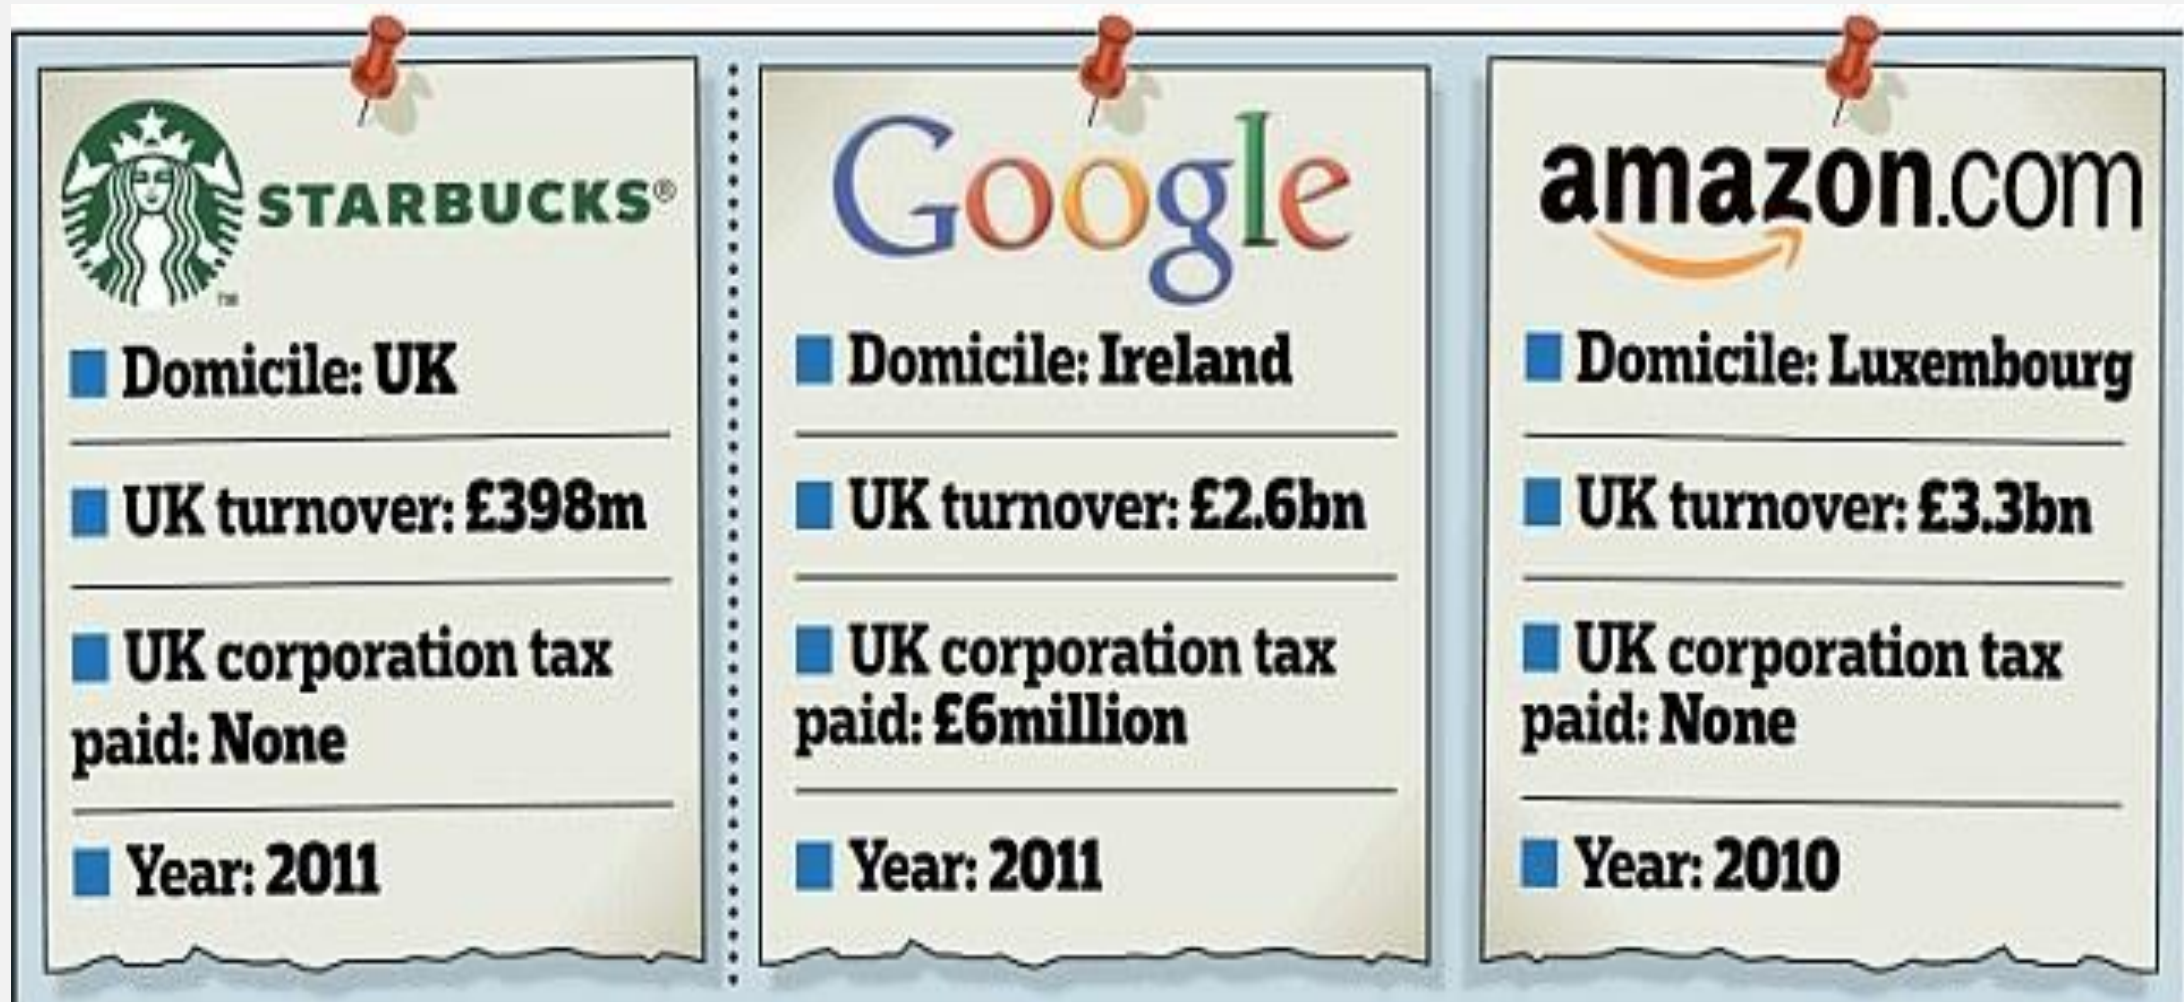 STARBUCKS®
TM
Domicile: UK
UK turnover: £398m
UK corporation tax
paid: None
Year: 2011
Google
Domicile: Ireland
UK turnover: £2.6bn
UK corporation tax
paid: £6million
Year: 2011
amazon.com
Domicile: Luxembourg
UK turnover: £3.3bn
UK corporation tax
paid: None
Year: 2010